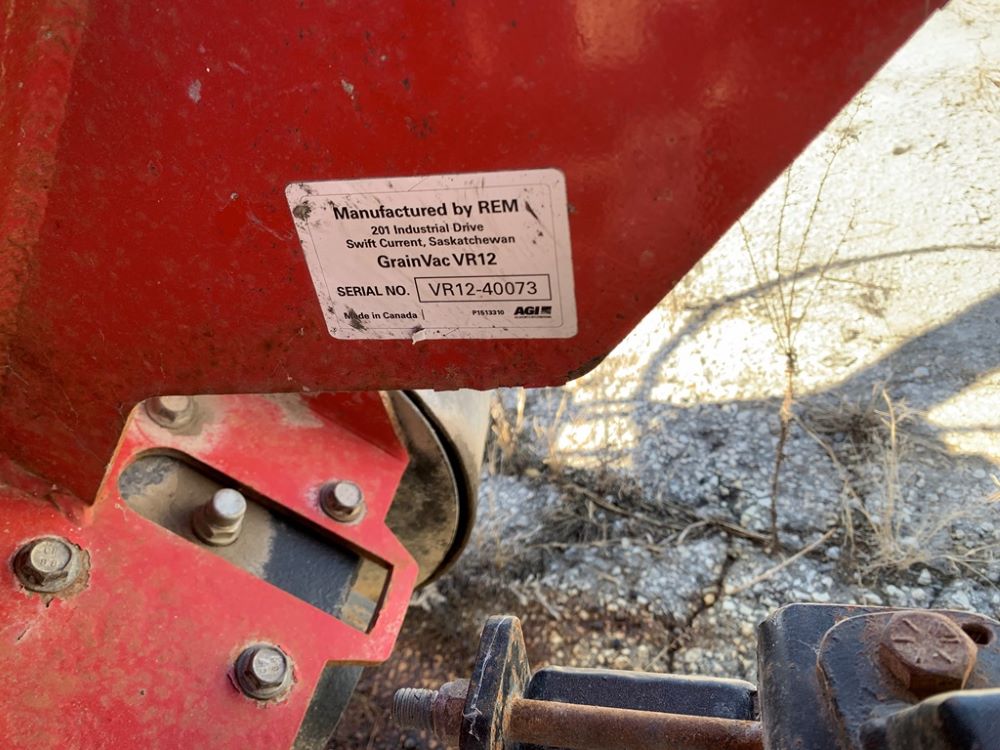 Manufactured by REM
201 Industrial Drive
Swift Current, Saskatchewan
GrainVac VR12
SERIAL NO. VR12-40073
Made in Canada P1513310 AGI